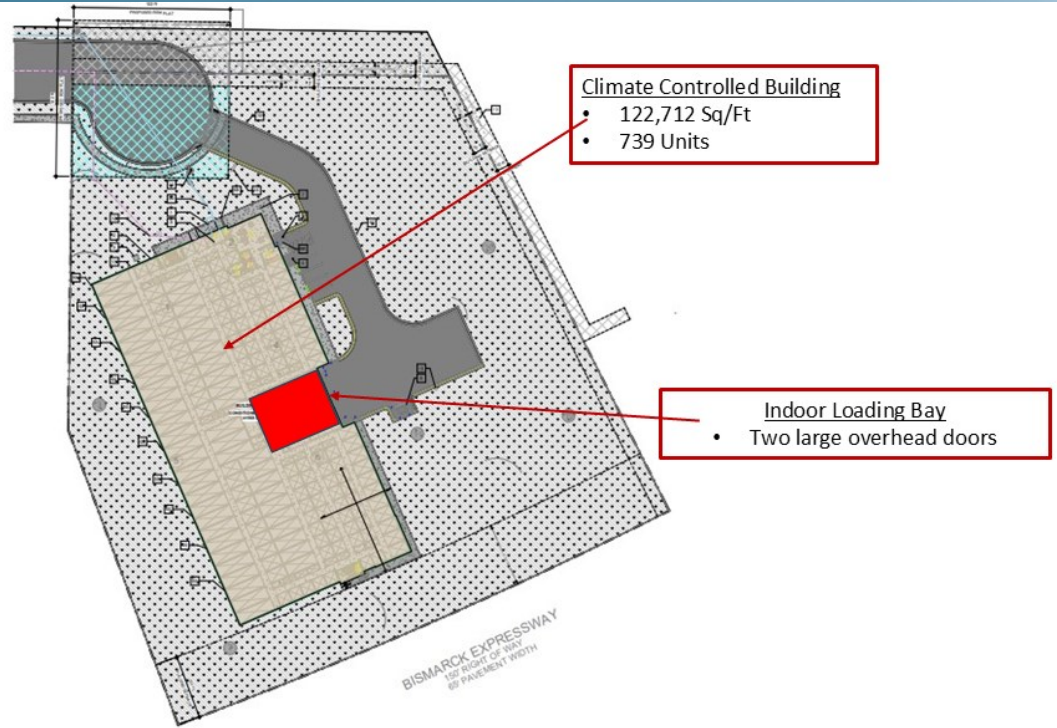 Climate Controlled Building
• 122,712 Sq/Ft
• 739 Units
Indoor Loading Bay
• Two large overhead doors
BISMARCK EXPRESSWAY
150' RIGHT OF WAY
65' PAVEMENT WIDTH